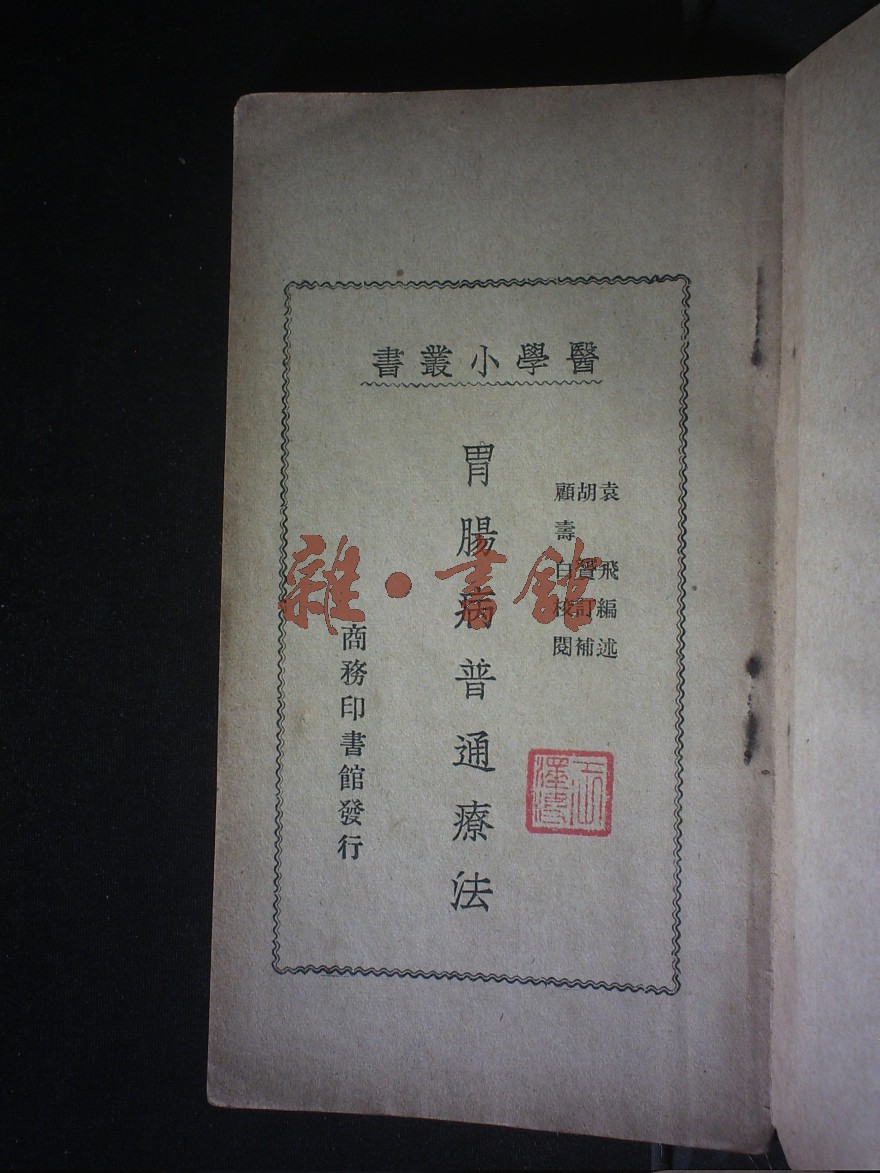 醫學小叢書
袁飛編述
胡贊訂補
顧壽白校閱
胃腸病普通療法
商務印書館發行
雜·書館